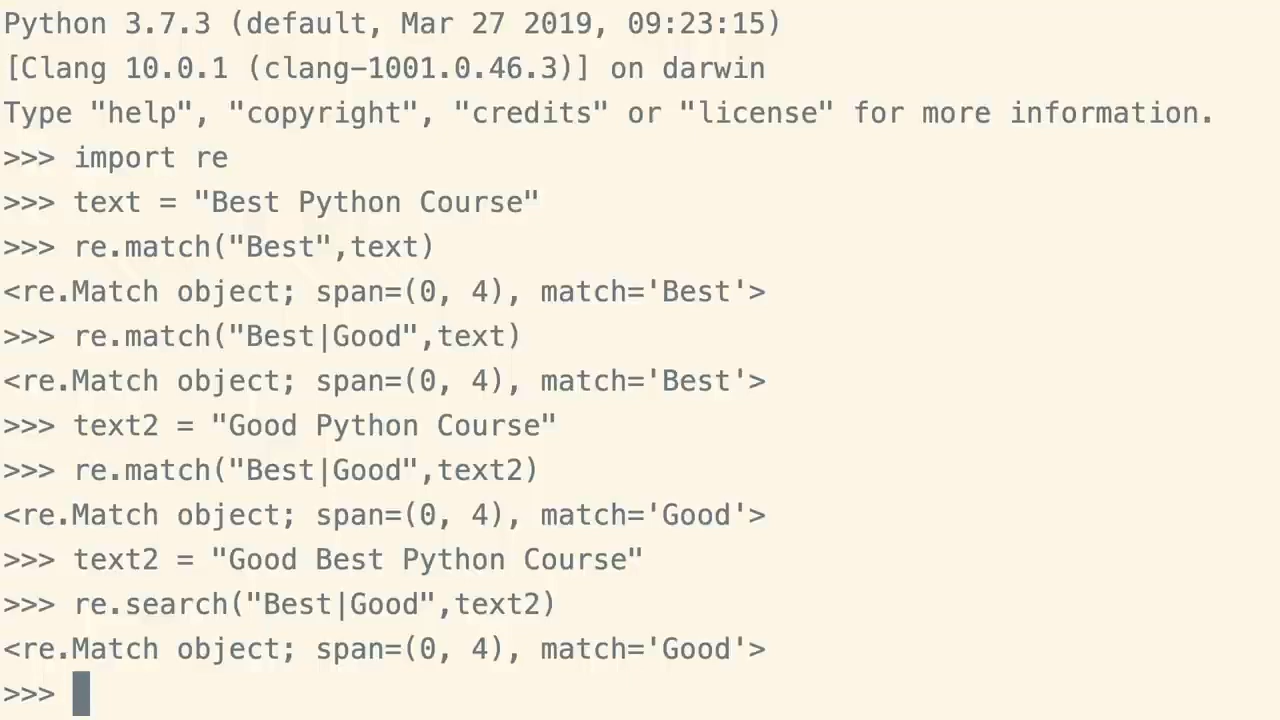 Python 3.7.3 (default, Mar 27 2019, 09:23:15)
[Clang 10.0.1 (clang-1001.0.46.3)] on darwin
Type "help", "copyright", "credits" or "license" for more information.
>>> import re
>>> text = "Best Python Course"
>>> re.match("Best",text)
<re.Match object; span=(0, 4), match='Best'>
>>> re.match("Best|Good",text)
<re.Match object; span=(0, 4), match='Best'>
>>> text2 = "Good Python Course"
>>> re.match("Best|Good",text2)
<re.Match object; span=(0, 4), match='Good'>
>>> text2 = "Good Best Python Course"
>>> re.search("Best|Good",text2)
<re.Match object; span=(0, 4), match='Good'>
>>>